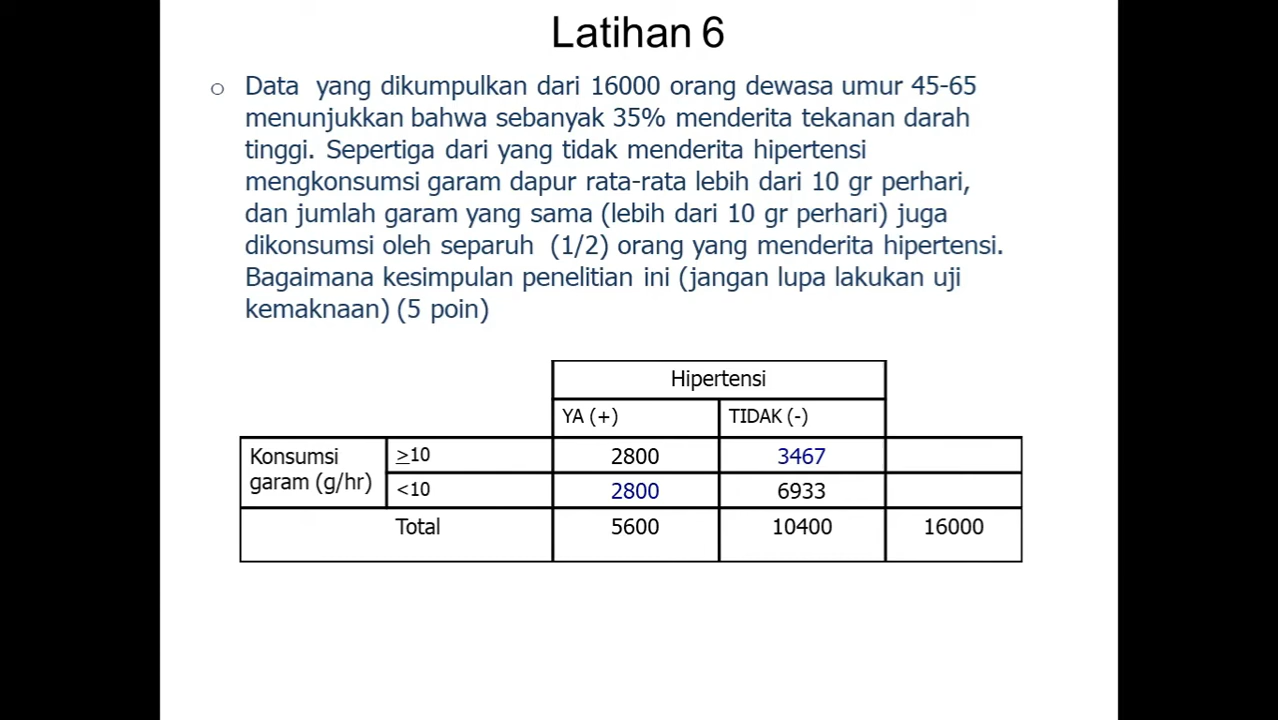 Latihan 6
o Data yang dikumpulkan dari 16000 orang dewasa umur 45-65
menunjukkan bahwa sebanyak 35% menderita tekanan darah
tinggi. Sepertiga dari yang tidak menderita hipertensi
mengkonsumsi garam dapur rata-rata lebih dari 10 gr perhari,
dan jumlah garam yang sama (lebih dari 10 gr perhari) juga
dikonsumsi oleh separuh (1/2) orang yang menderita hipertensi.
Bagaimana kesimpulan penelitian ini (jangan lupa lakukan uji
kemaknaan) (5 poin)
Hipertensi
YA (+) TIDAK (-)
Konsumsi garam (g/hr) ≥10 2800 3467
<10 2800 6933
Total 5600 10400 16000